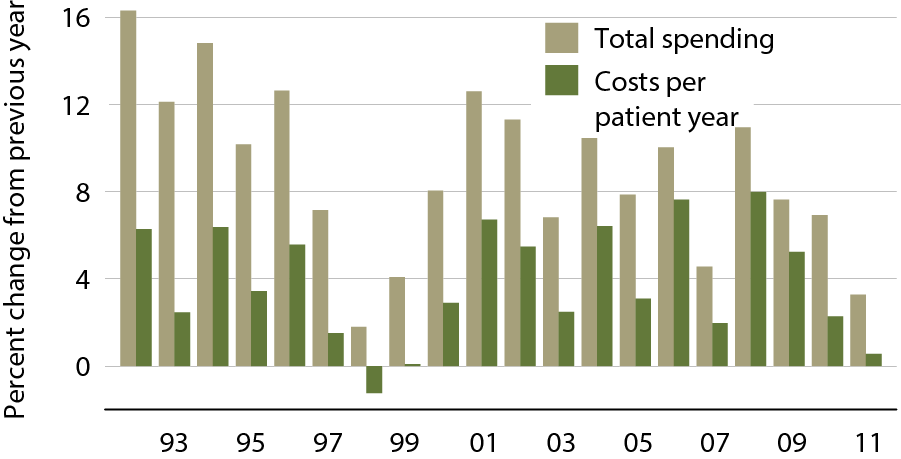 Percent change from previous year
16
12
8
4
0
Total spending
Costs per
patient year
93 95 97 99 01 03 05 07 09 11